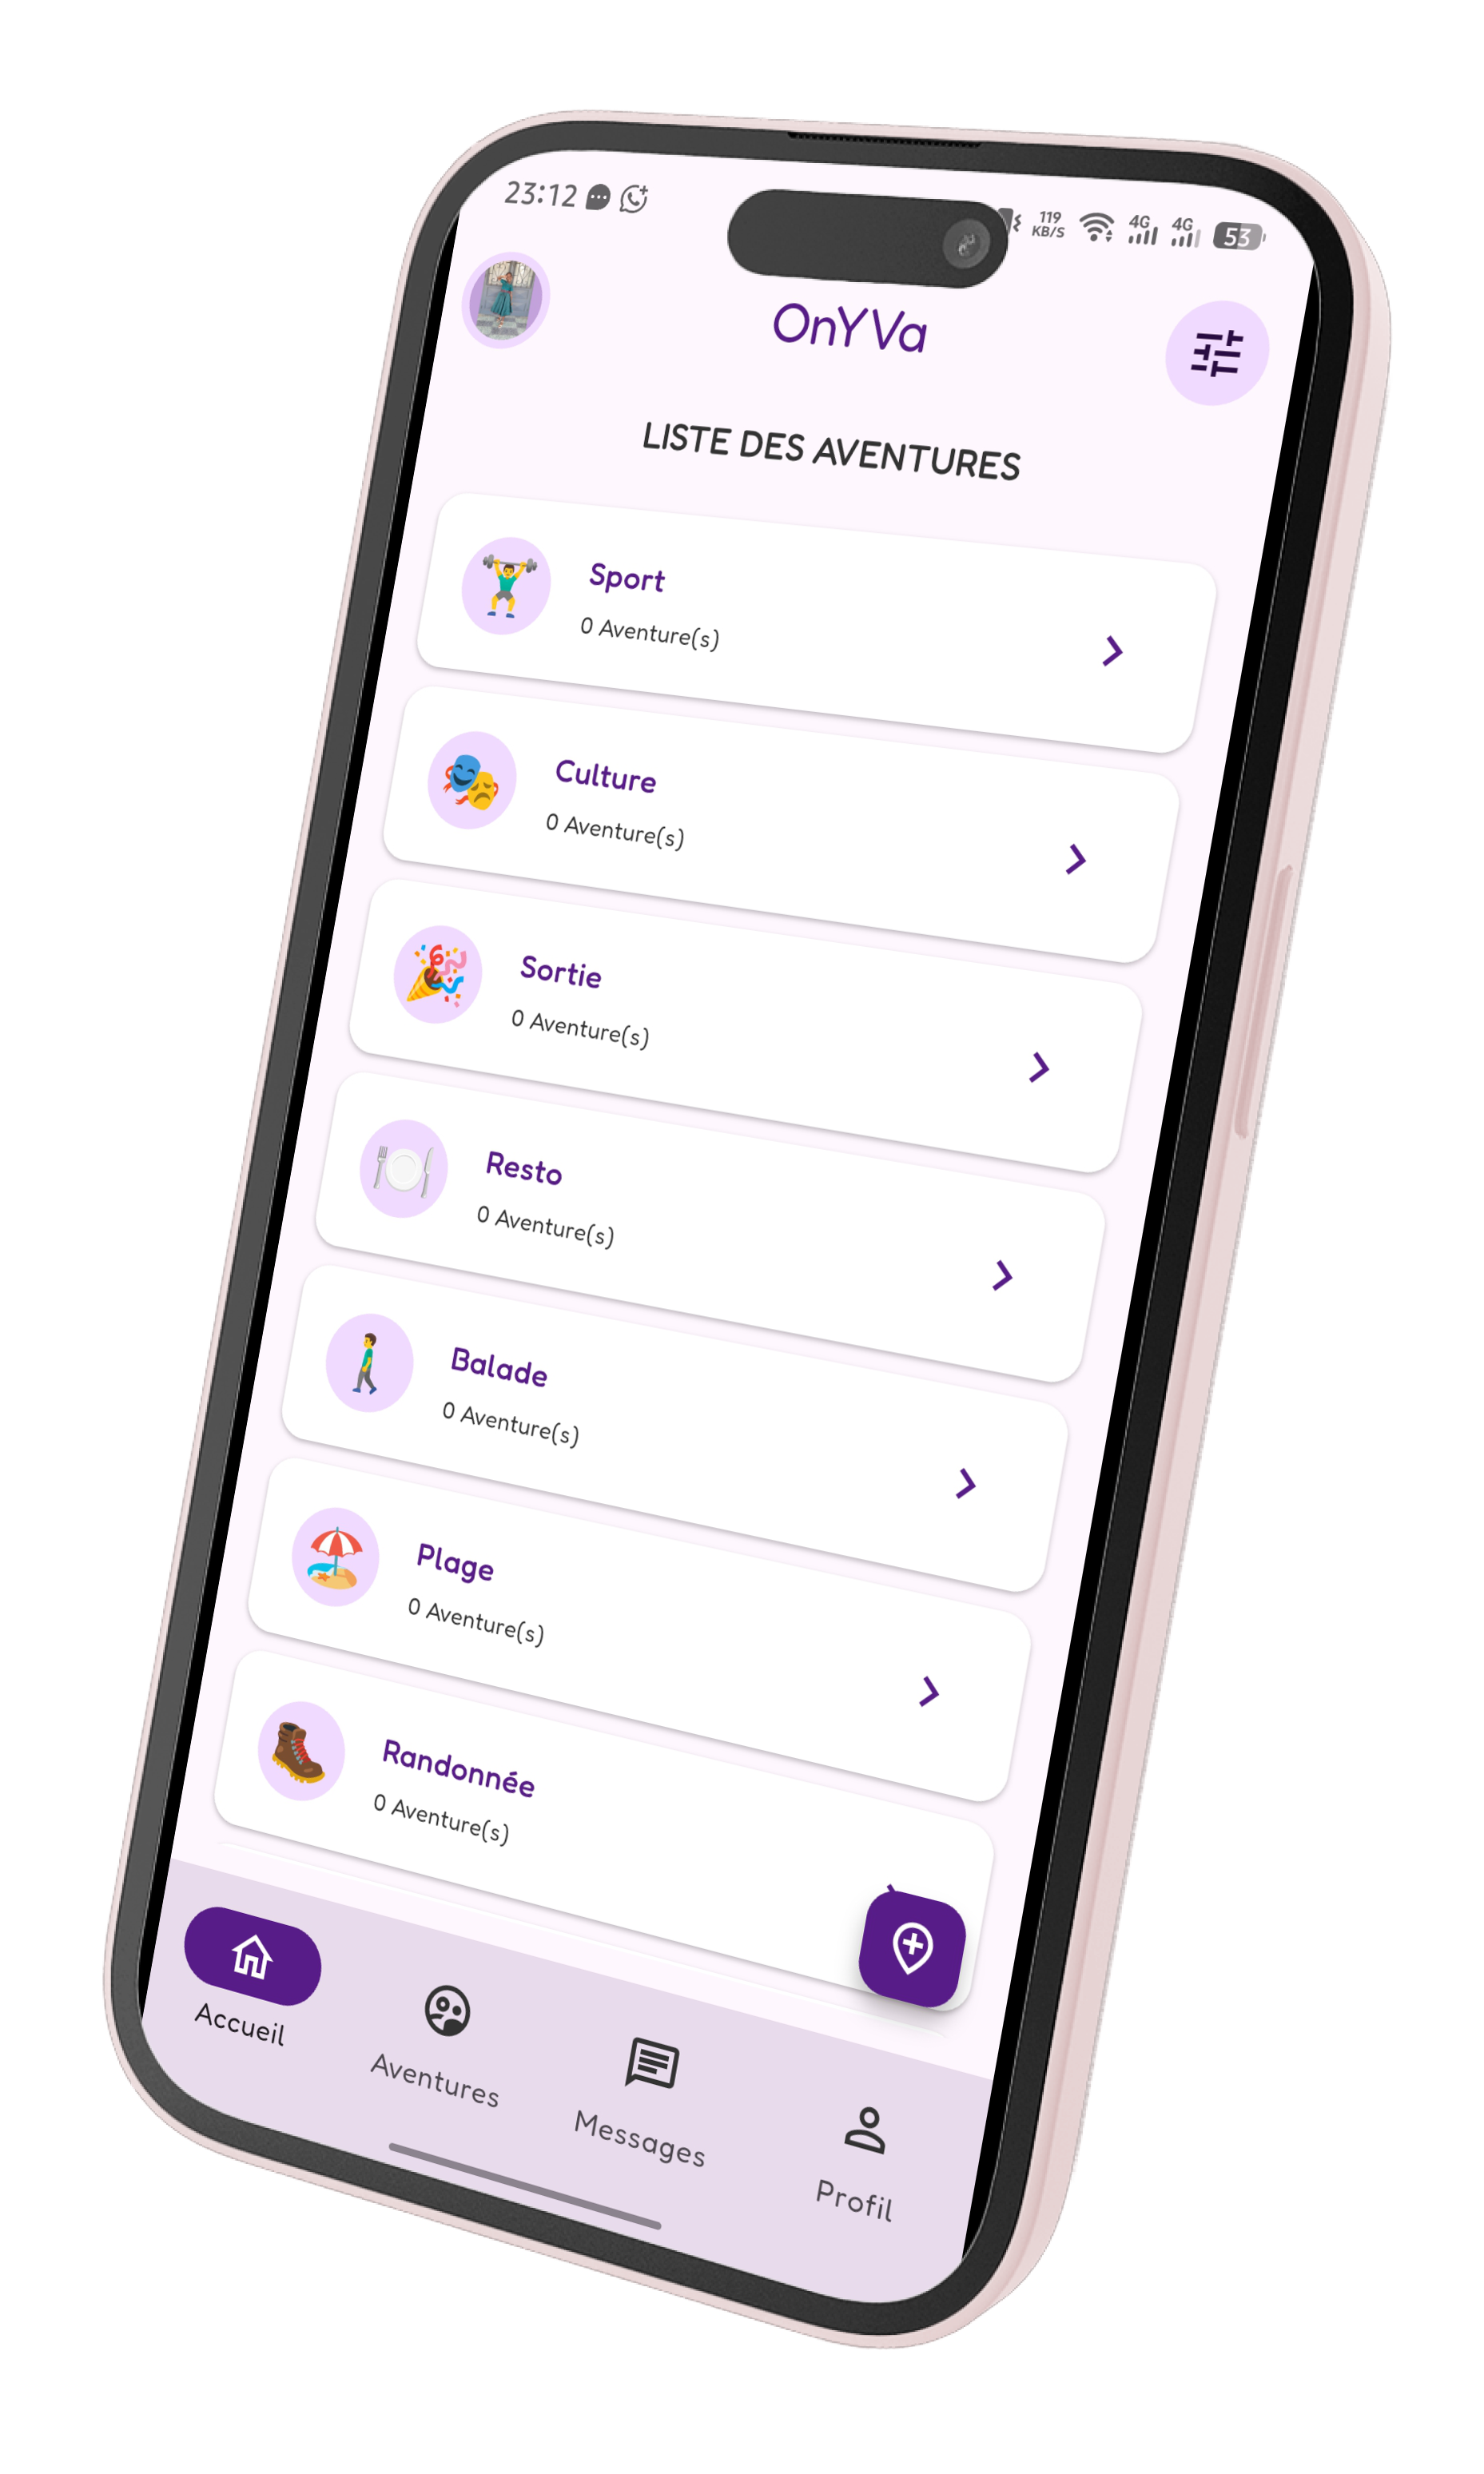 23:12
119
KB/S
4G
4G
53
OnYVa
LISTE DES AVENTURES
Sport
0 Aventure(s)
Culture
0 Aventure(s)
Sortie
0 Aventure(s)
Resto
0 Aventure(s)
Balade
0 Aventure(s)
Plage
0 Aventure(s)
Randonnée
0 Aventure(s)
Accueil
Aventures
Messages
Profil